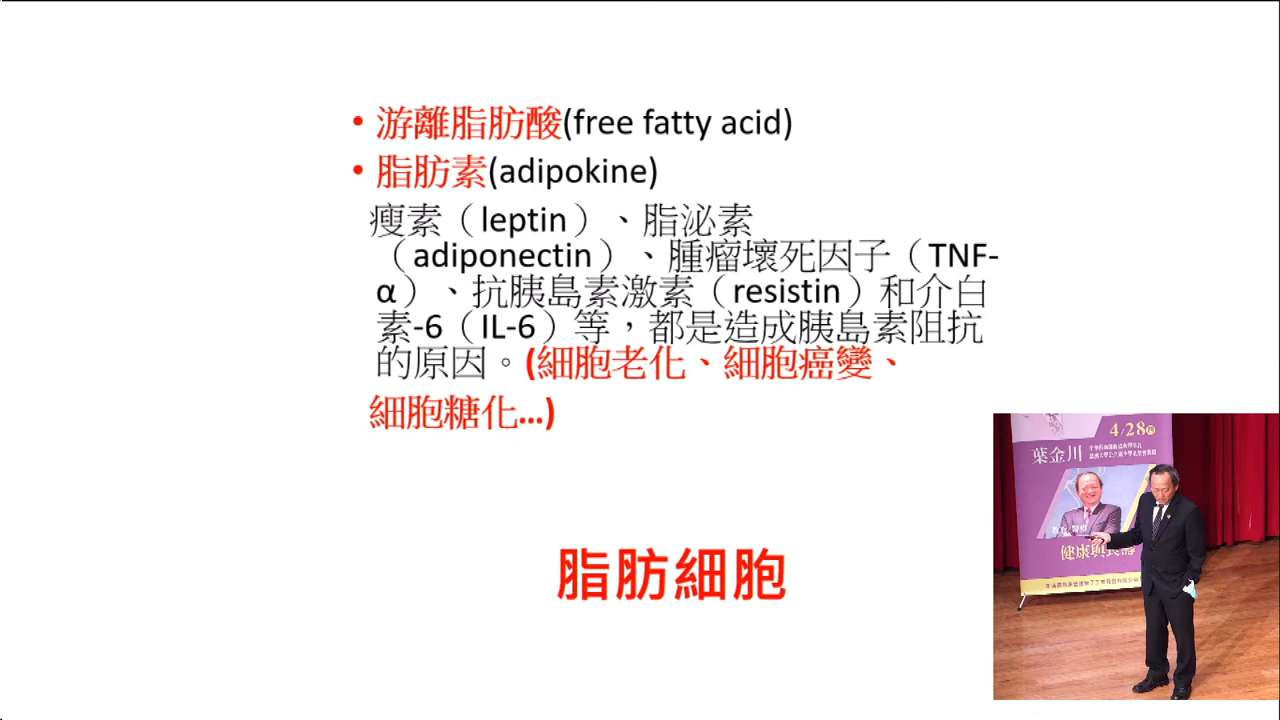 • 游離脂肪酸(free fatty acid)
• 脂肪素(adipokine)
瘦素（leptin）、脂泌素
（adiponectin）、腫瘤壞死因子（TNF-
α）、抗胰島素激素（resistin）和介白
素-6（IL-6）等，都是造成胰島素阻抗
的原因。(細胞老化、細胞癌變、
細胞糖化...)
脂肪細胞
4/28
葉金川
健康與長壽